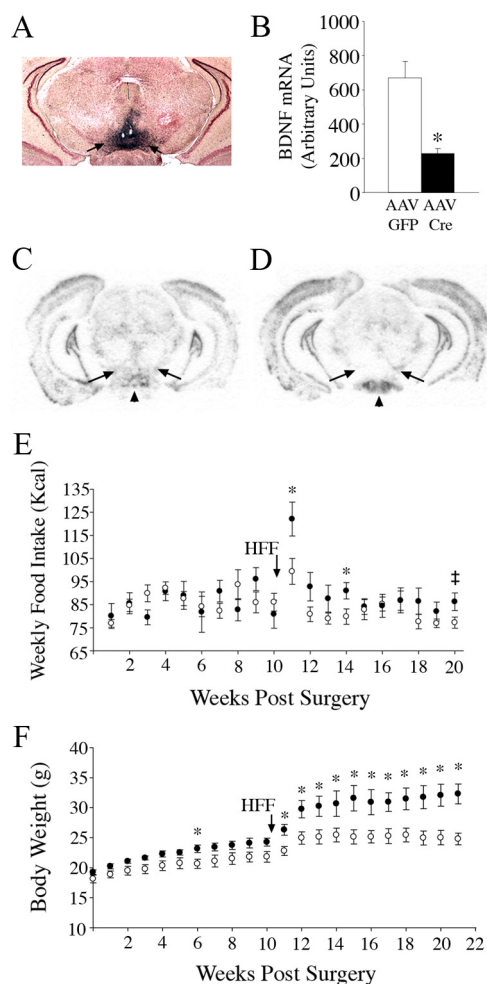 A
B
BDNF mRNA
(Arbitrary Units)
1000
800
600
400
200
0
*
AAV AAV
GFP Cre
C
D
E
Weekly Food Intake (Kcal)
135
125
115
105
95
85
75
65
HFF
*
*
‡
2 4 6 8 10 12 14 16 18 20
Weeks Post Surgery
F
Body Weight (g)
40
35
30
25
20
15
10
*
HFF
* * * * * * * * * * *
0 2 4 6 8 10 12 14 16 18 20 22
Weeks Post Surgery